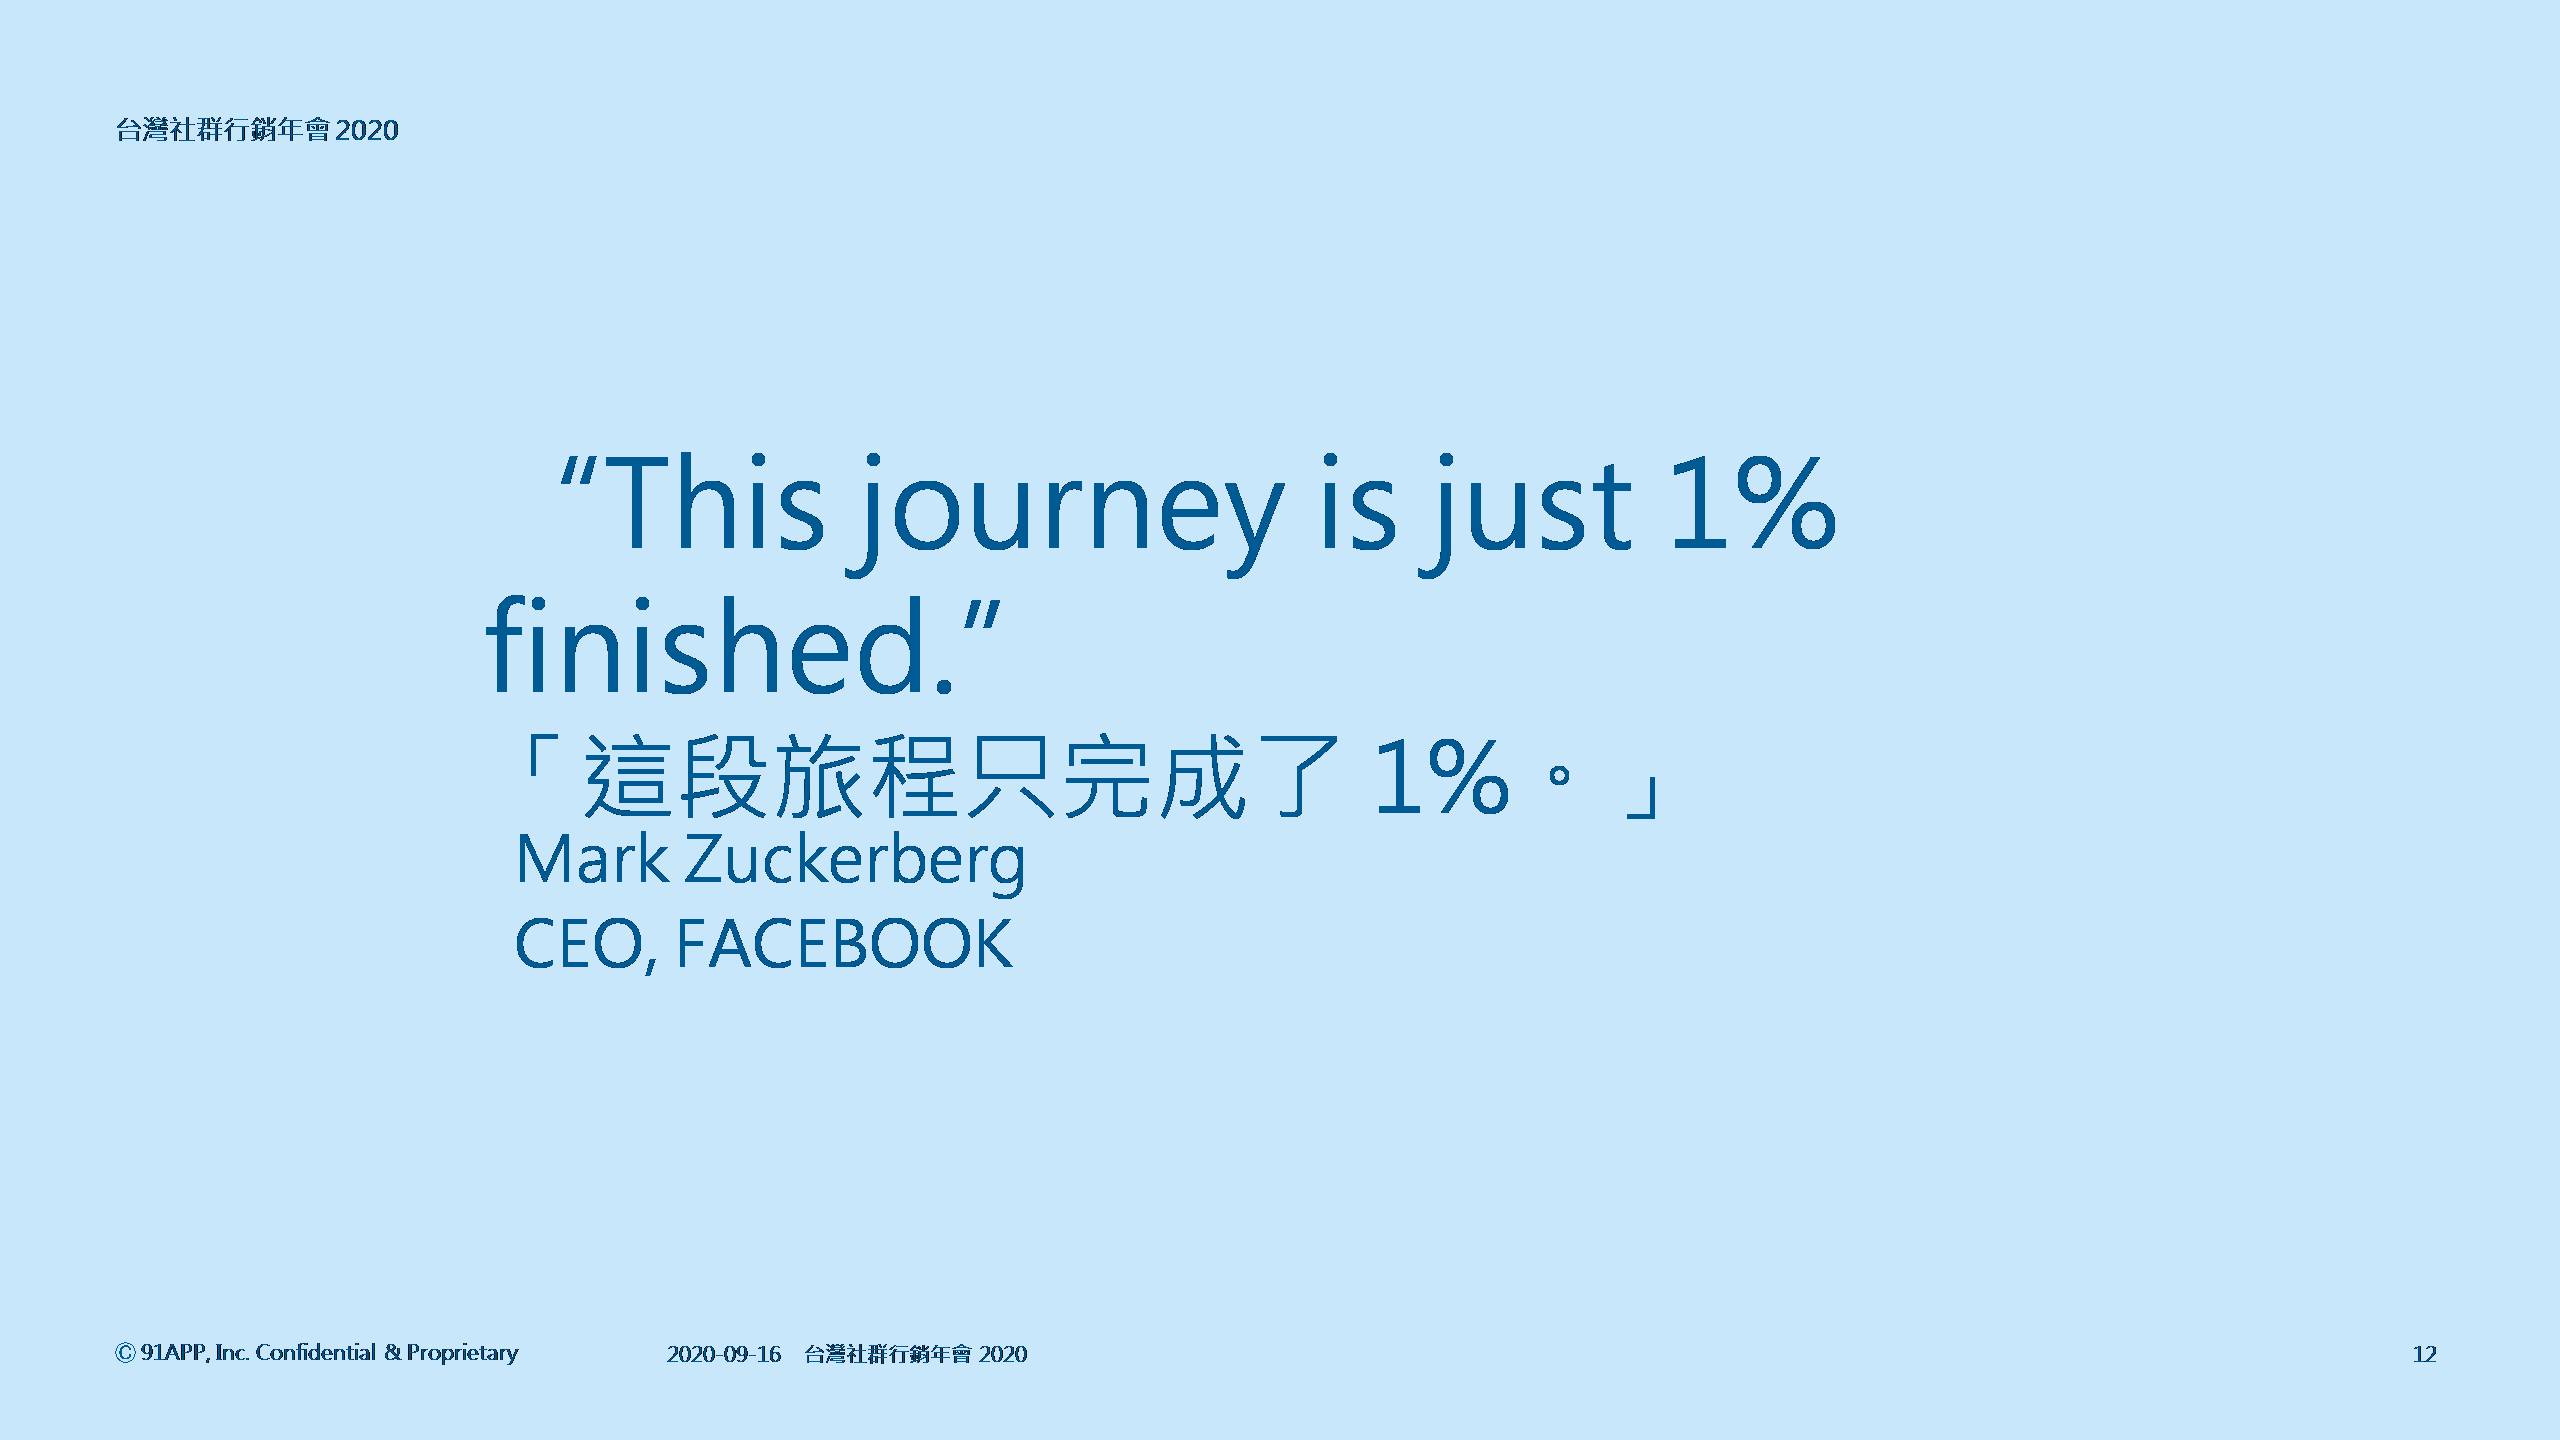 台灣社群行銷年會 2020
“This journey is just 1%
finished.”
「這段旅程只完成了 1%。」
Mark Zuckerberg
CEO, FACEBOOK
© 91APP, Inc. Confidential & Proprietary
2020-09-16 台灣社群行銷年會 2020
12